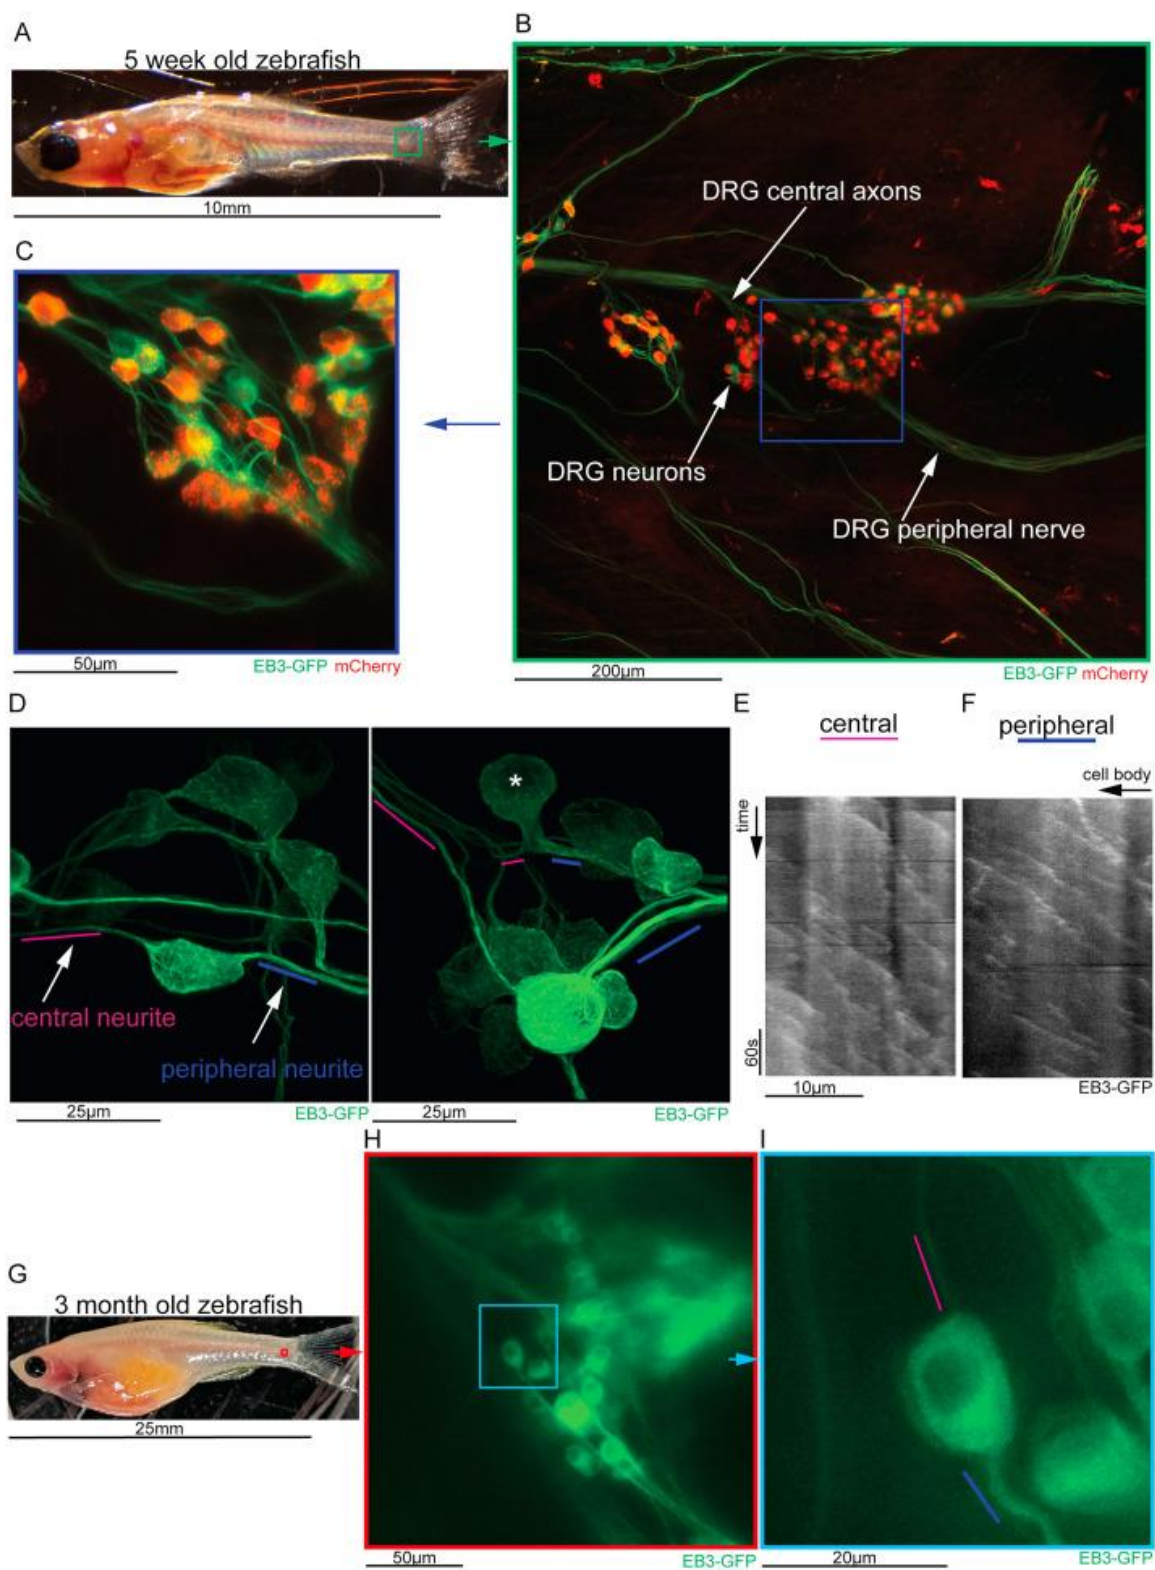 A
5 week old zebrafish
10mm
B
DRG central axons
DRG neurons
DRG peripheral nerve
200µm
EB3-GFP mCherry
C
50µm
EB3-GFP mCherry
D
central neurite
peripheral neurite
25µm
EB3-GFP
*
25µm
EB3-GFP
E
central
time
60s
10µm
F
peripheral
cell body
EB3-GFP
G
3 month old zebrafish
25mm
H
50µm
EB3-GFP
I
20µm
EB3-GFP